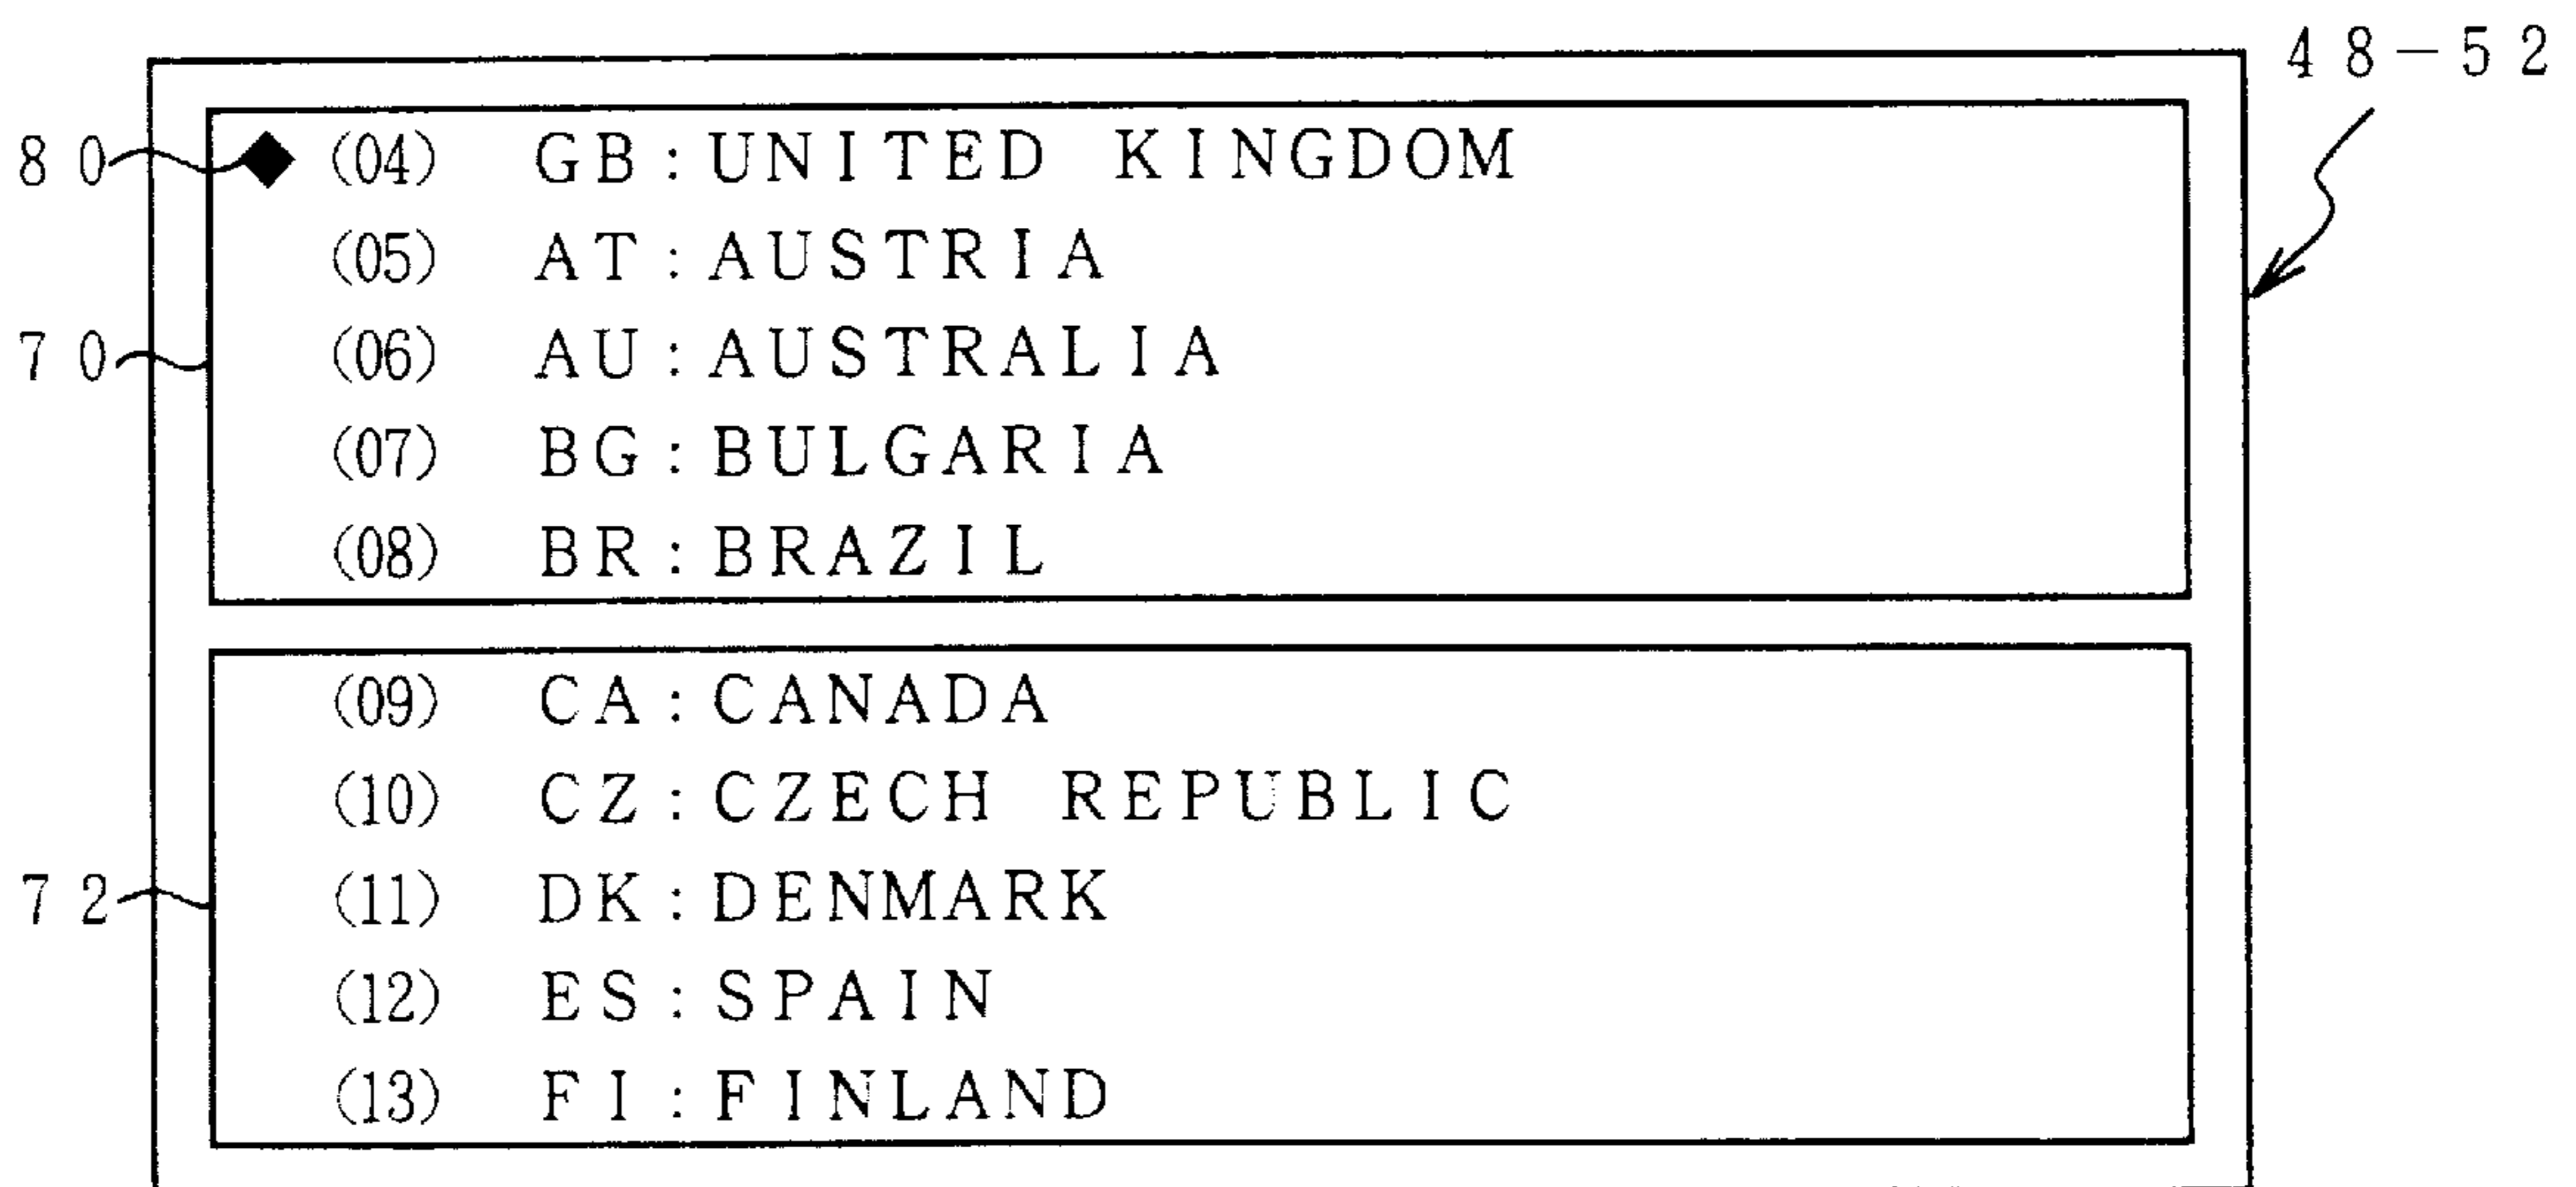 48-52
80 ◆ (04) GB:UNITED KINGDOM
(05) AT:AUSTRIA
70 (06) AU:AUSTRALIA
(07) BG:BULGARIA
(08) BR:BRAZIL
(09) CA:CANADA
(10) CZ:CZECH REPUBLIC
72 (11) DK:DENMARK
(12) ES:SPAIN
(13) FI:FINLAND